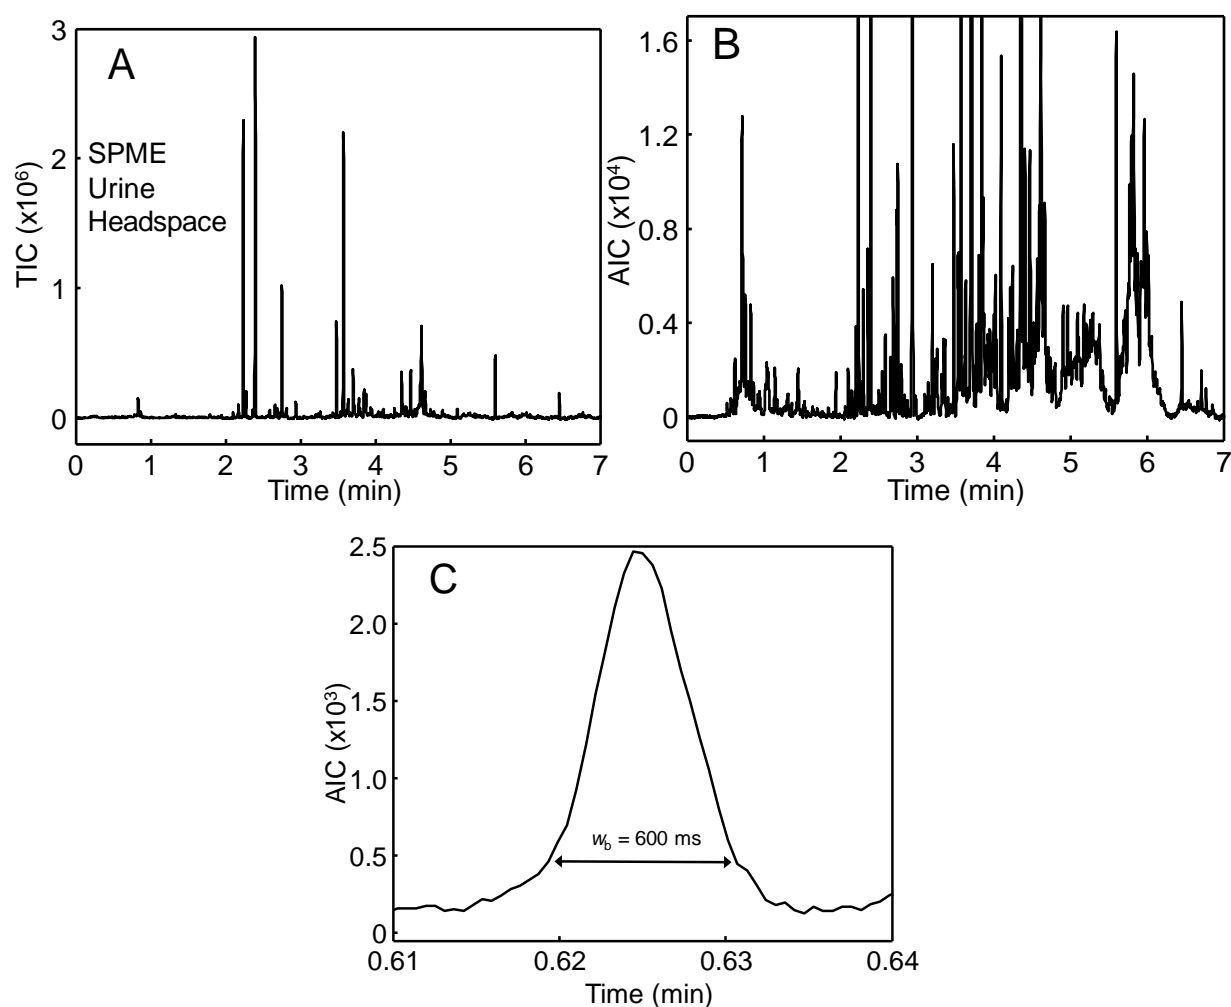 A
SPME
Urine
Headspace
TIC (x10⁶)
3
2
1
0
0 1 2 3 4 5 6 7
Time (min)
B
AIC (x10⁴)
1.6
1.2
0.8
0.4
0
0 1 2 3 4 5 6 7
Time (min)
C
AIC (x10³)
2.5
2.0
1.5
1.0
0.5
0
w_b = 600 ms
0.61 0.62 0.63 0.64
Time (min)